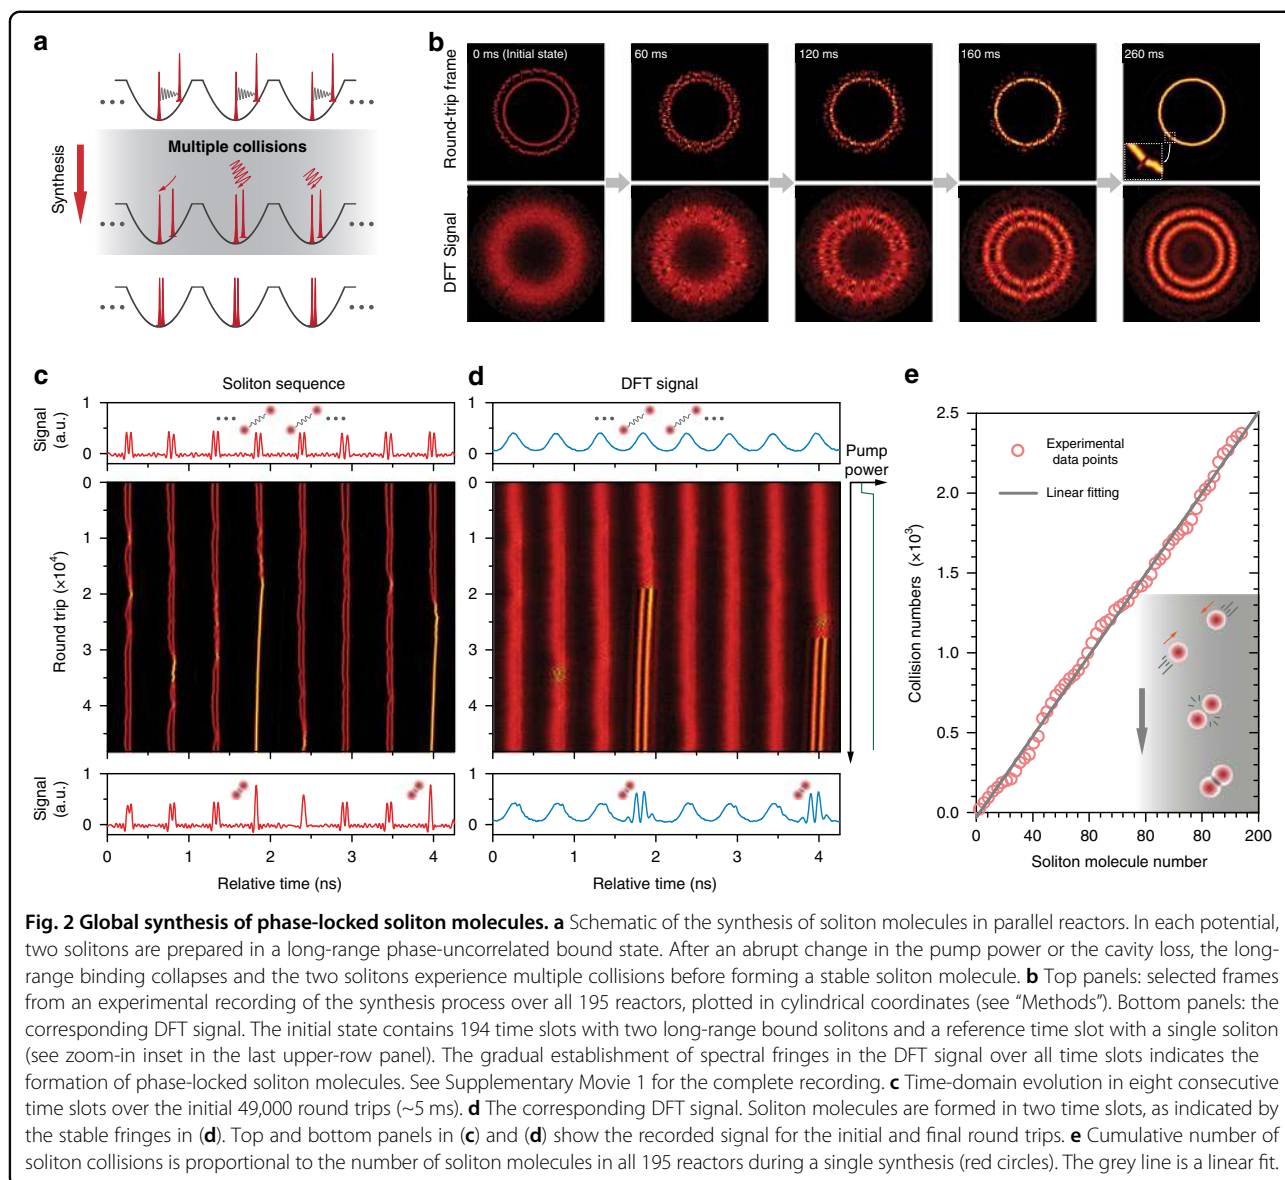 a
Synthesis
Multiple collisions
b
Round-trip frame
0 ms (Initial state)
60 ms
120 ms
160 ms
260 ms
DFT Signal
c
Soliton sequence
Signal
(a.u.)
1
0
Round trip (×10⁴)
0
1
2
3
4
Signal
(a.u.)
1
0
0 1 2 3 4
Relative time (ns)
d
DFT signal
1
0
Pump
power
0
1
2
3
4
1
0
0 1 2 3 4
Relative time (ns)
e
Collision numbers (×10³)
2.5
2.0
1.5
1.0
0.5
0.0
Experimental
data points
Linear fitting
0 40 80 80 80 200
Soliton molecule number
Fig. 2 Global synthesis of phase-locked soliton molecules. a Schematic of the synthesis of soliton molecules in parallel reactors. In each potential,
two solitons are prepared in a long-range phase-uncorrelated bound state. After an abrupt change in the pump power or the cavity loss, the long-
range binding collapses and the two solitons experience multiple collisions before forming a stable soliton molecule. b Top panels: selected frames
from an experimental recording of the synthesis process over all 195 reactors, plotted in cylindrical coordinates (see “Methods”). Bottom panels: the
corresponding DFT signal. The initial state contains 194 time slots with two long-range bound solitons and a reference time slot with a single soliton
(see zoom-in inset in the last upper-row panel). The gradual establishment of spectral fringes in the DFT signal over all time slots indicates the
formation of phase-locked soliton molecules. See Supplementary Movie 1 for the complete recording. c Time-domain evolution in eight consecutive
time slots over the initial 49,000 round trips (~5 ms). d The corresponding DFT signal. Soliton molecules are formed in two time slots, as indicated by
the stable fringes in (d). Top and bottom panels in (c) and (d) show the recorded signal for the initial and final round trips. e Cumulative number of
soliton collisions is proportional to the number of soliton molecules in all 195 reactors during a single synthesis (red circles). The grey line is a linear fit.